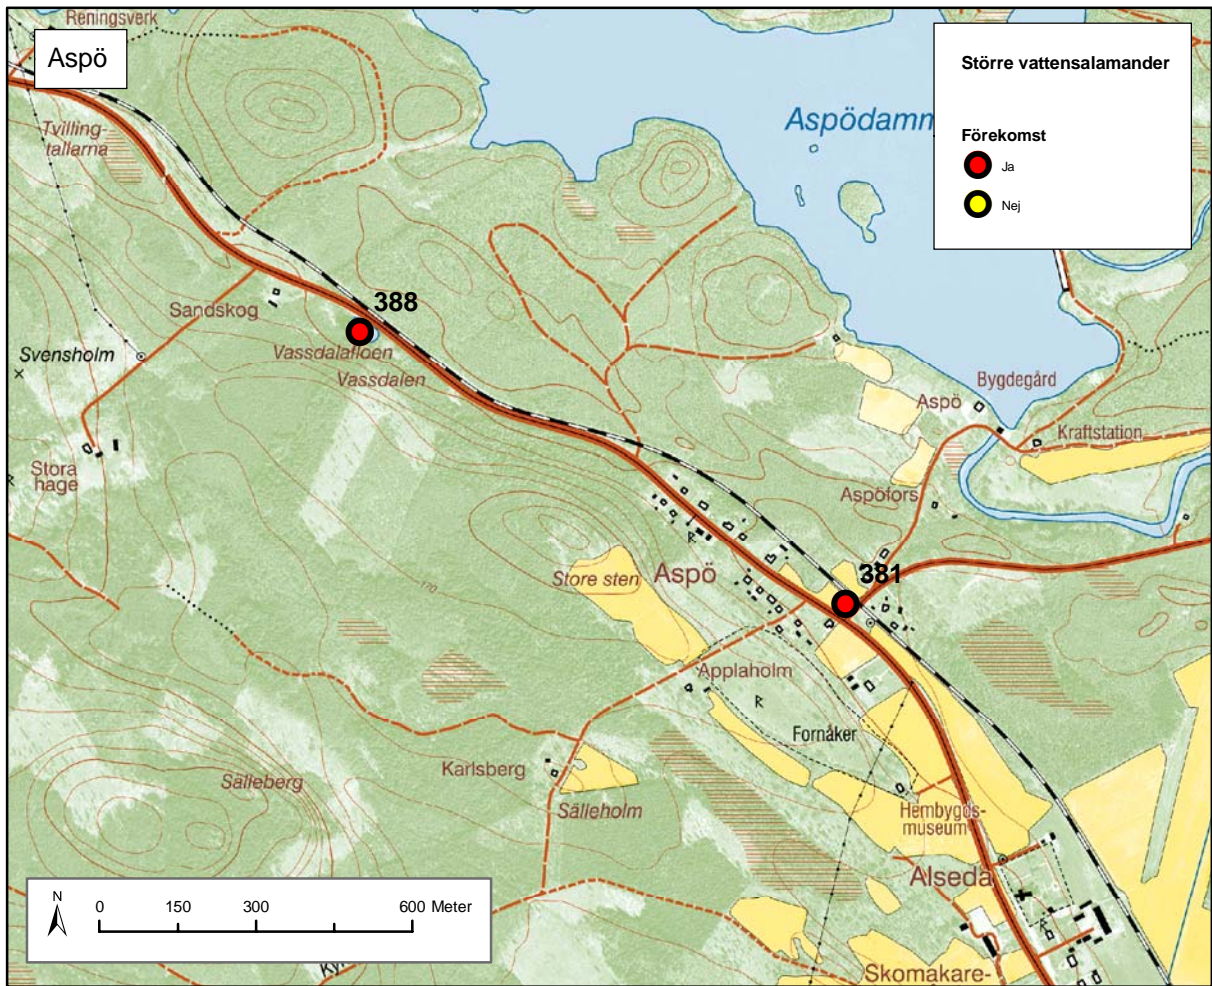 Reningsverk
Aspö
Större vattensalamander
Förekomst
Ja
Nej
Aspödamm
Tvilling-
tallarna
388
Sandskog
Svensholm
Vassdalaflöen
Vassdalen
Bygdegård
Aspö
Kraftstation
Stora
hage
Aspöfors
R
Store sten
Aspö
381
170
Applaholm
R
Fornåker
Karlsberg
Sälleberg
Sälleholm
Hembygds-
museum
Alseda
N
0 150 300 600 Meter
R
Skomakare-